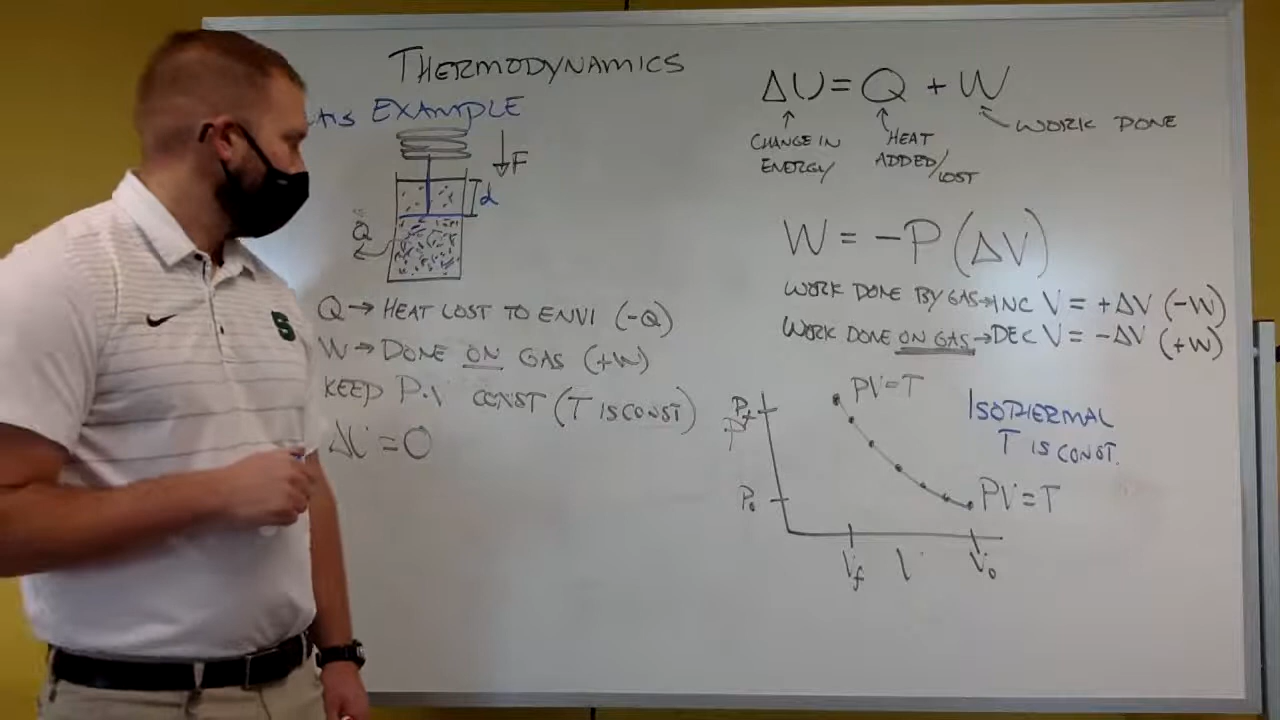 THERMODYNAMICS
EXAMPLE
F
d
Q
Q → HEAT LOST TO ENVI (-Q)
W → DONE ON GAS (+W)
KEEP P·V CONST (T IS CONST)
ΔU = 0
ΔU = Q + W
CHANGE IN ENERGY
HEAT ADDED/LOST
WORK DONE
W = -P(ΔV)
WORK DONE BY GAS → INC V = +ΔV (-W)
WORK DONE ON GAS → DEC V = -ΔV (+W)
Pf
P
P₀
PV=T
ISOTHERMAL
T IS CONST.
PV=T
Vf
V
V₀
S